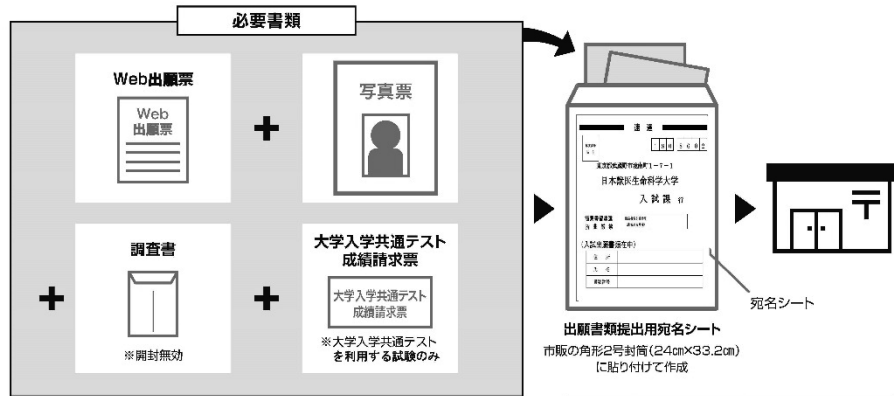 必要書類
Web出願票
Web
出願票
写真票
調査書
※開封無効
大学入学共通テスト
成績請求票
大学入学共通テスト
成績請求票
※大学入学共通テスト
を利用する試験のみ
速達
1-7-1
日本獣医生命科学大学
入試課 行
宛名シート
出願書類提出用宛名シート
市販の角形2号封筒(24㎝×33.2㎝)
に貼り付けて作成